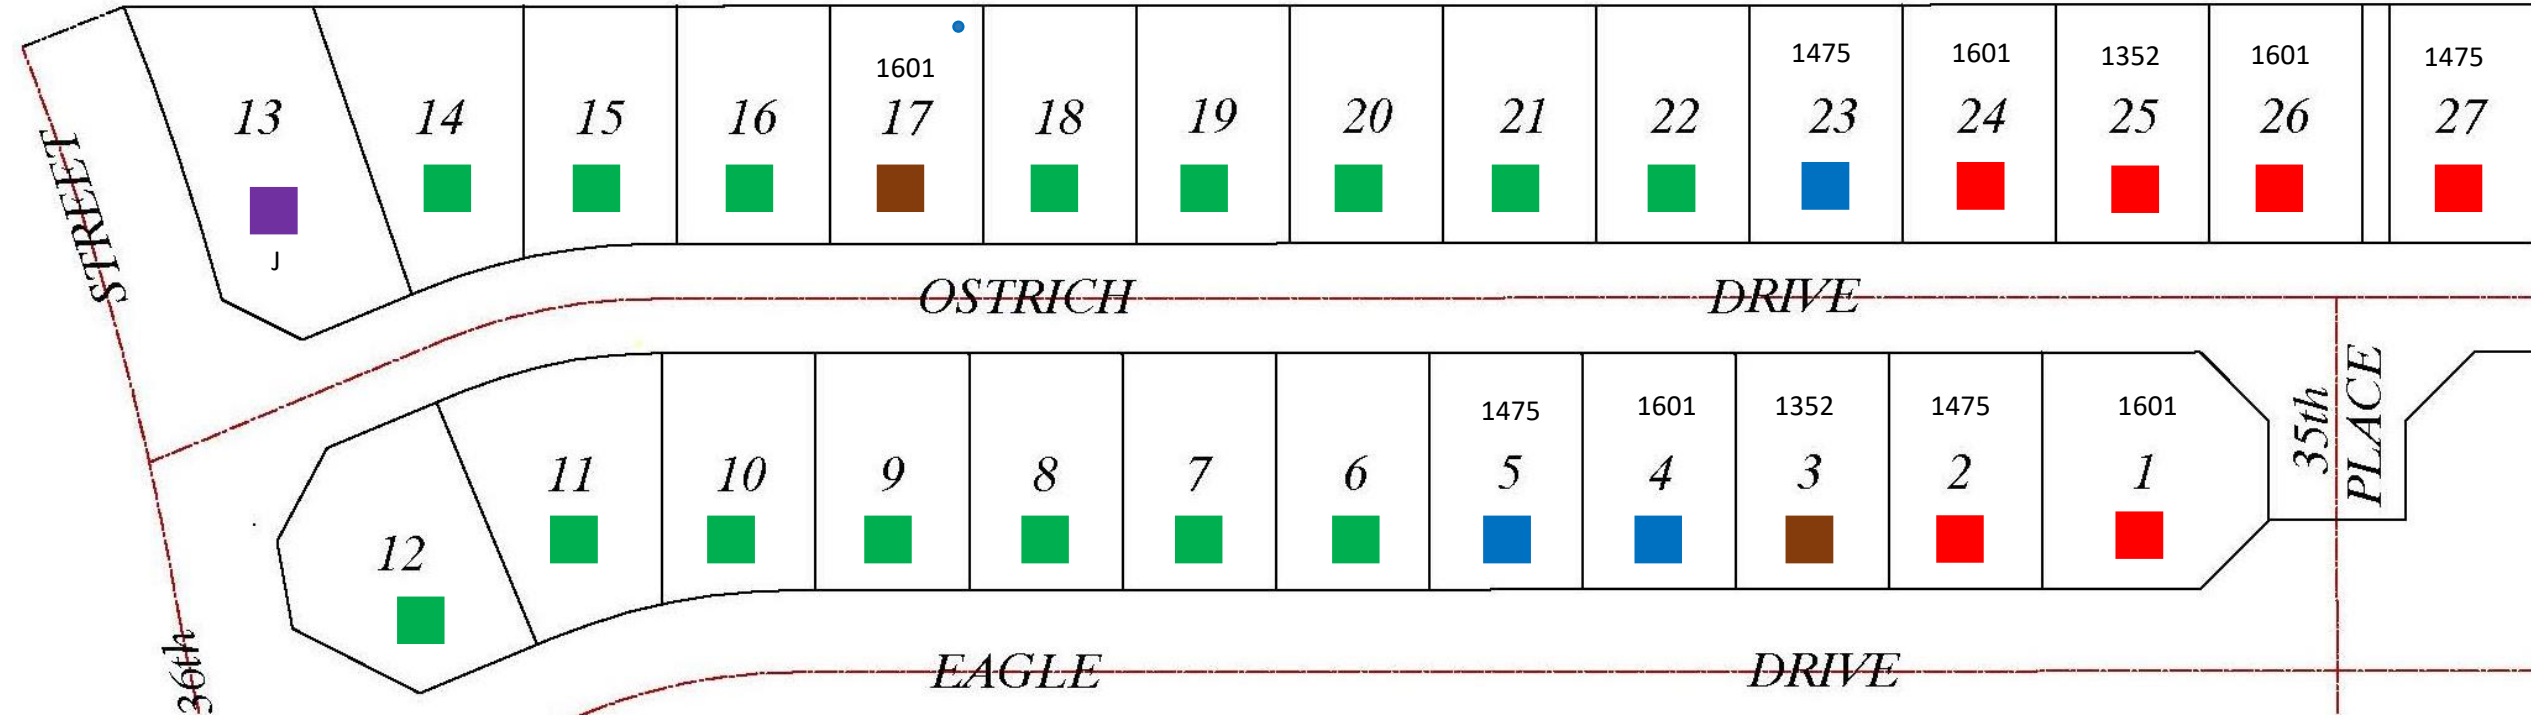 1601 1475 1601 1352 1601 1475
13 14 15 16 17 18 19 20 21 22 23 24 25 26 27
J
36th STREET
OSTRICH DRIVE
35th PLACE
1475 1601 1352 1475 1601
12 11 10 9 8 7 6 5 4 3 2 1
EAGLE DRIVE